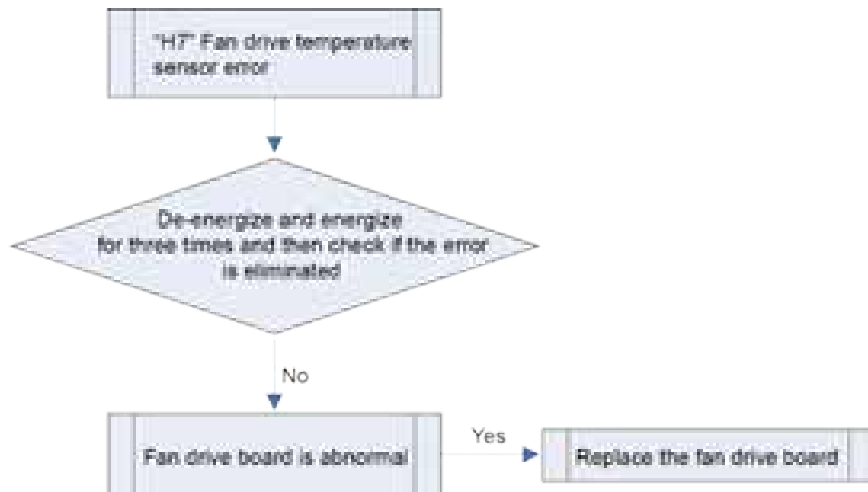 "H7" Fan drive temperature
sensor error
De-energize and energize
for three times and then check if the error
is eliminated
No
Fan drive board is abnormal
Yes
Replace the fan drive board